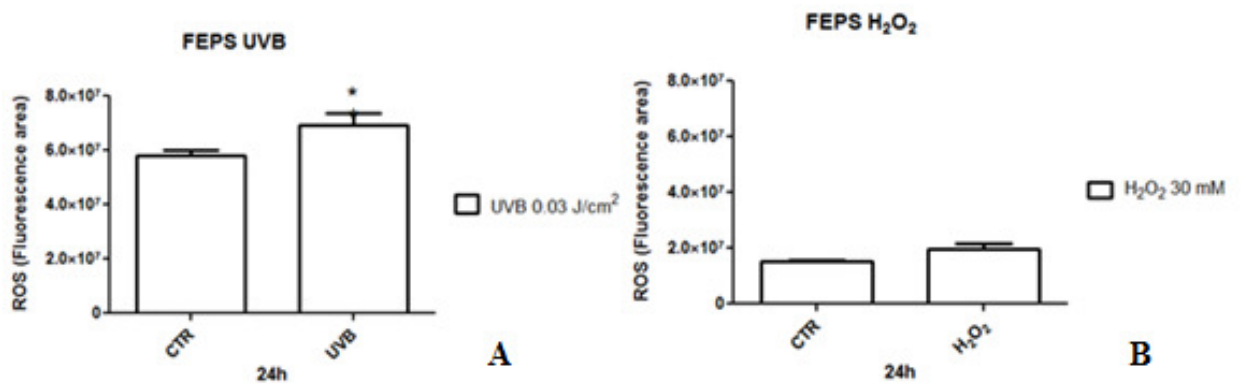 FEPS UVB
ROS (Fluorescence area)
8.0×10⁷
6.0×10⁷
4.0×10⁷
2.0×10⁷
0
*
CTR
UVB
24h
UVB 0.03 J/cm²
A
FEPS H₂O₂
ROS (Fluorescence area)
8.0×10⁷
6.0×10⁷
4.0×10⁷
2.0×10⁷
0
CTR
H₂O₂
24h
H₂O₂ 30 mM
B